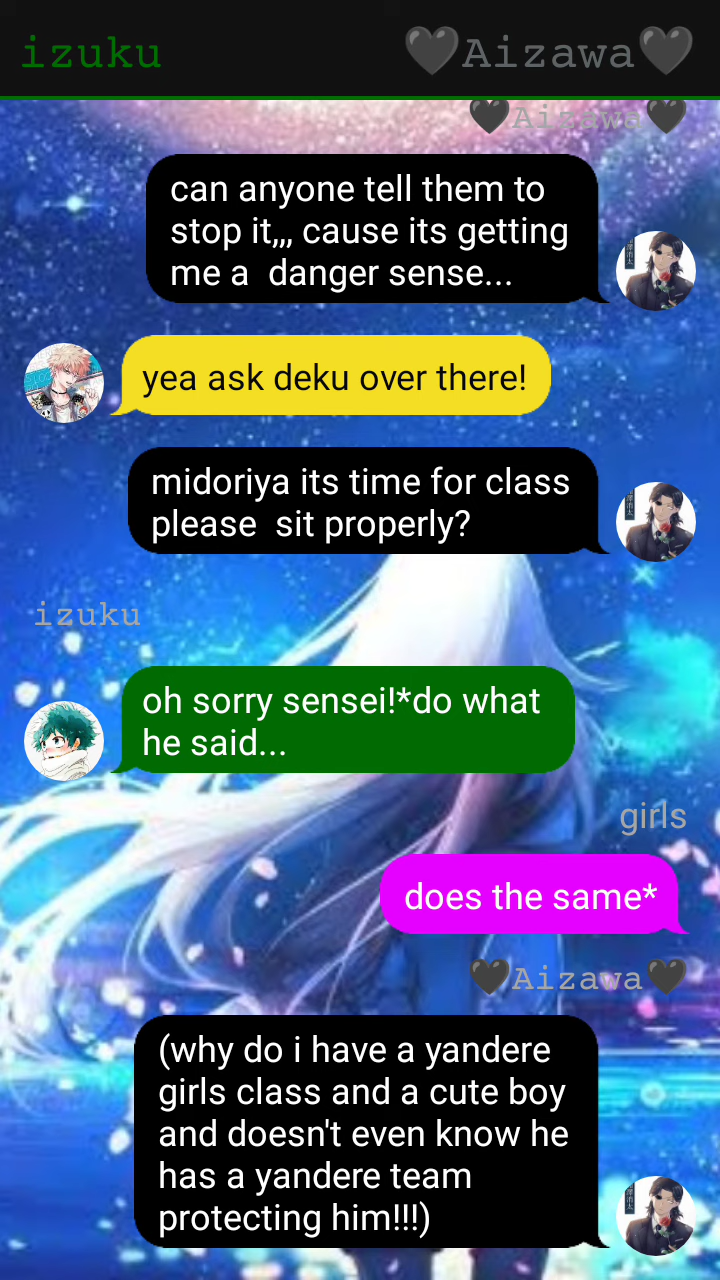 izuku
🖤Aizawa🖤
🖤Aizawa🖤
can anyone tell them to
stop it,,, cause its getting
me a  danger sense...
yea ask deku over there!
midoriya its time for class
please  sit properly?
izuku
oh sorry sensei!*do what
he said...
girls
does the same*
🖤Aizawa🖤
(why do i have a yandere
girls class and a cute boy
and doesn't even know he
has a yandere team
protecting him!!!)